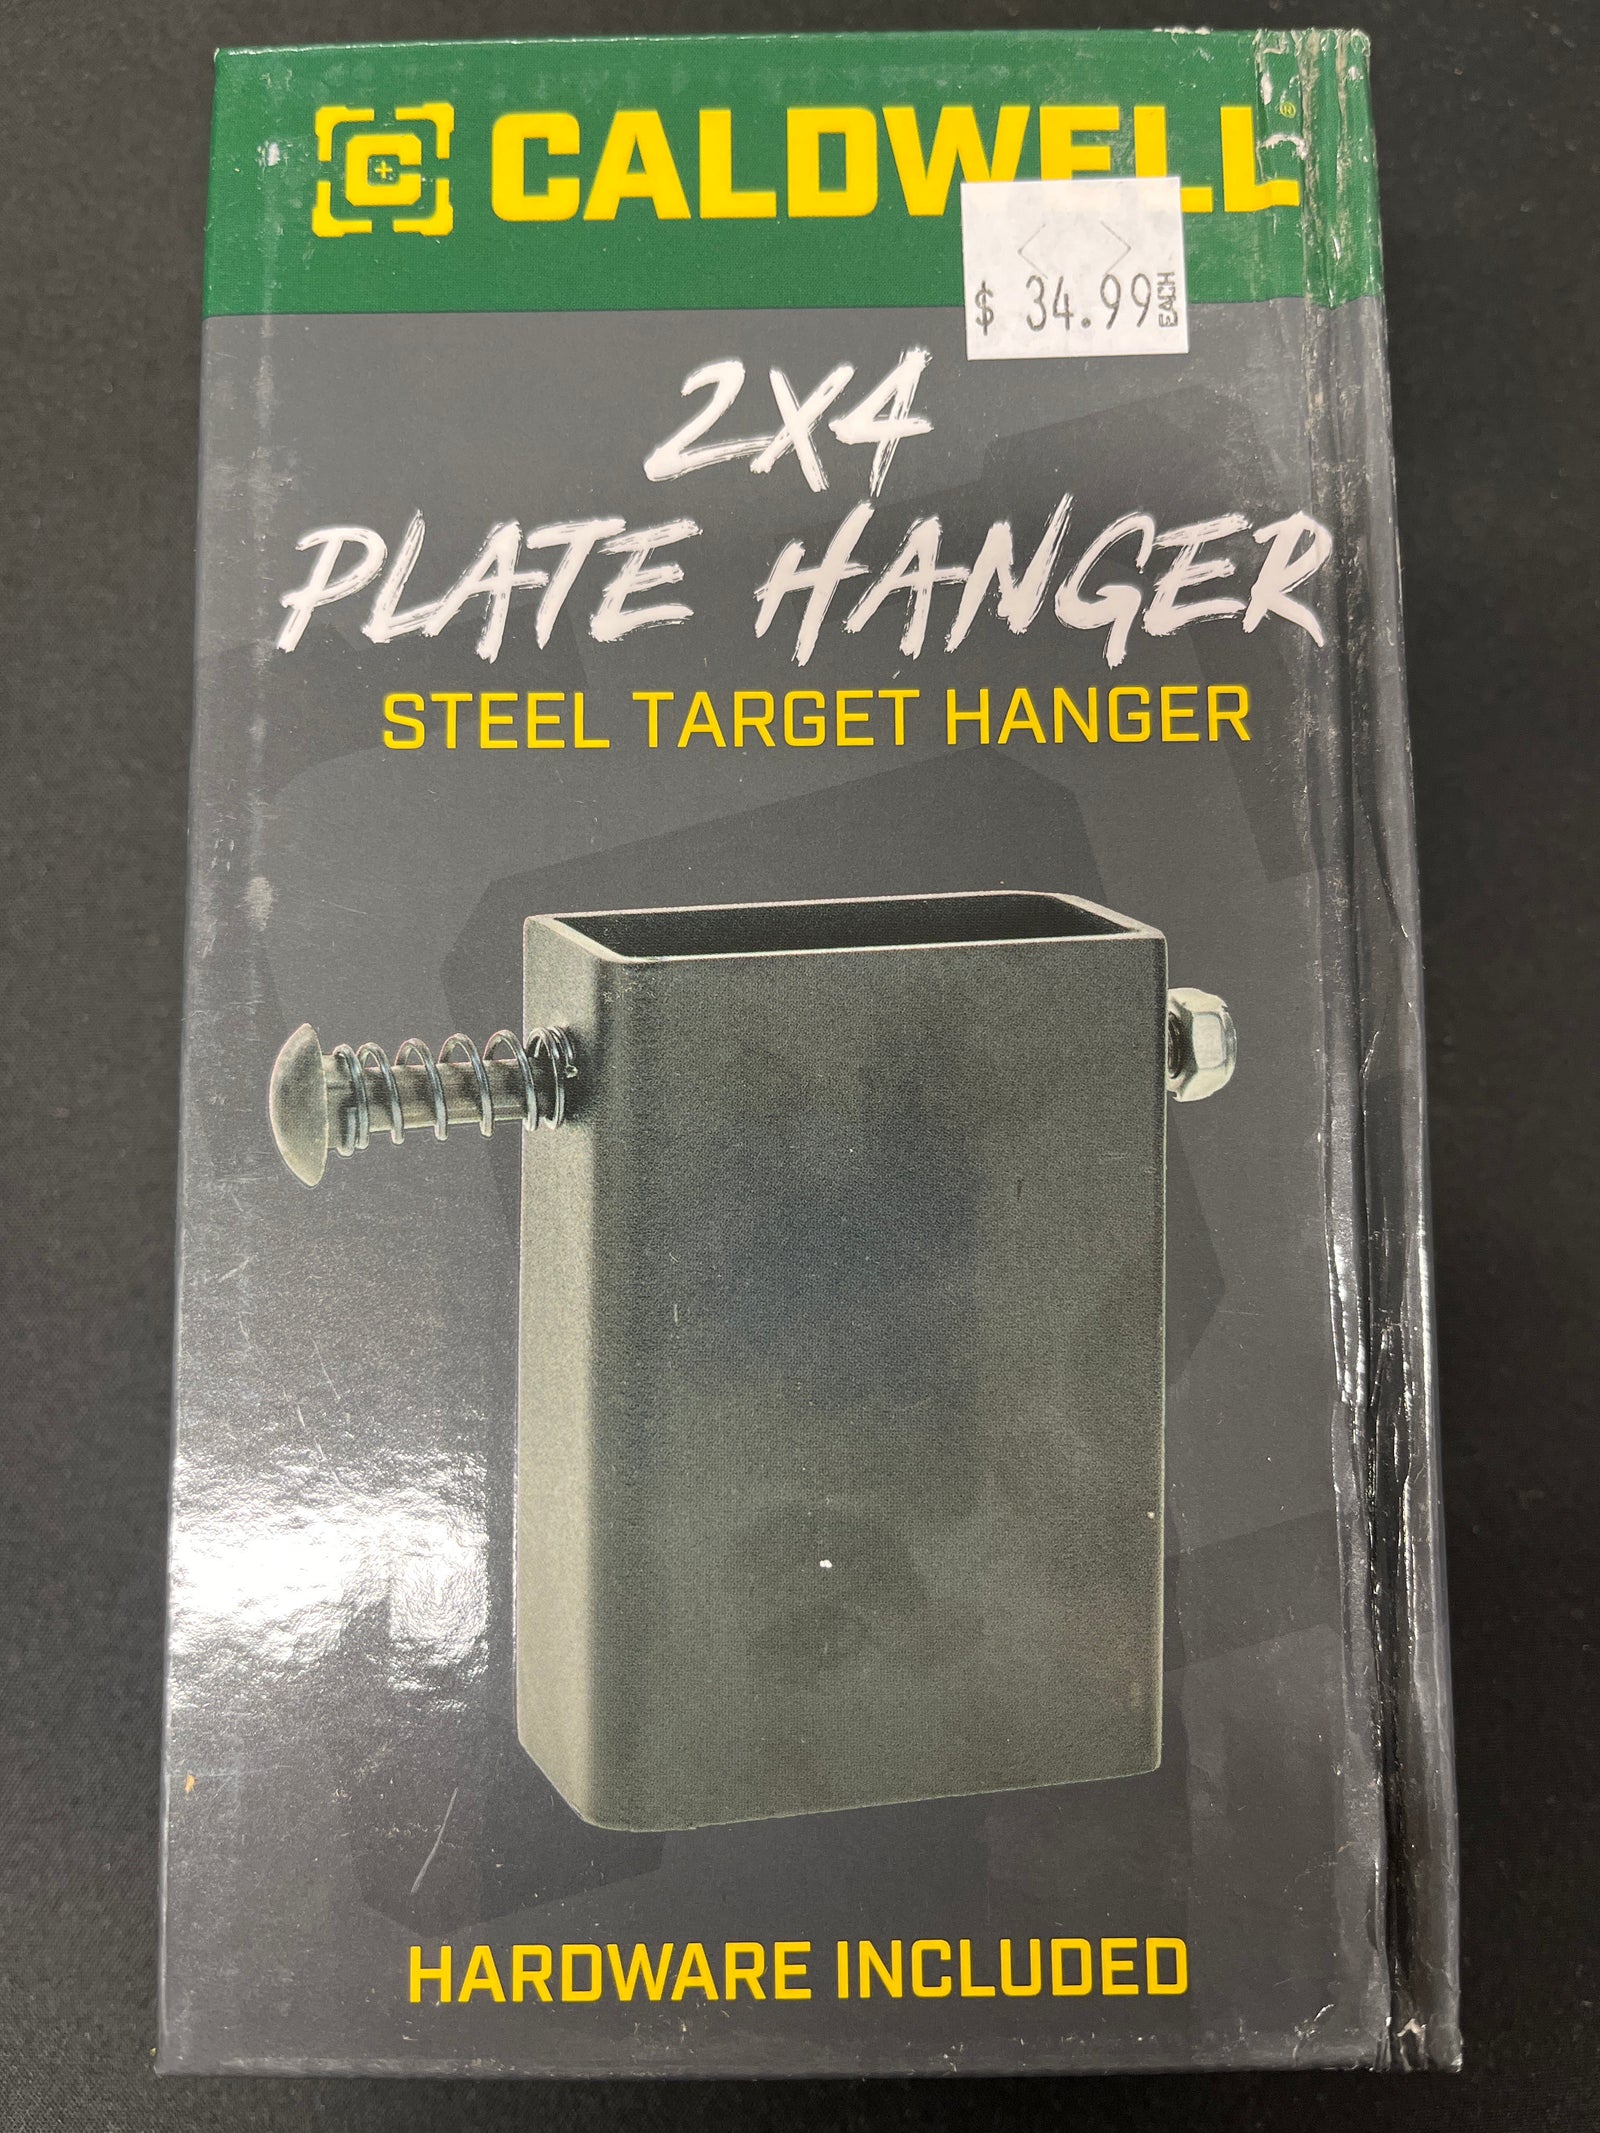 C CALDWELL®
$ 34.99 EACH
2X4
PLATE HANGER
STEEL TARGET HANGER
HARDWARE INCLUDED